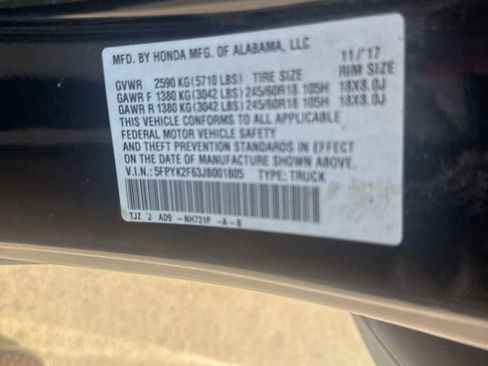 MFD. BY HONDA MFG. OF ALABAMA, LLC 11/'17
GVWR 2590 KG(5710 LBS) TIRE SIZE RIM SIZE
GAWR F 1380 KG(3042 LBS) 245/60R18 105H 18X8.0J
GAWR R 1380 KG(3042 LBS) 245/60R18 105H 18X8.0J
THIS VEHICLE CONFORMS TO ALL APPLICABLE
FEDERAL MOTOR VEHICLE SAFETY
AND THEFT PREVENTION STANDARDS IN EFFECT
ON THE DATE OF MANUFACTURE SHOWN ABOVE.
V.I.N.: 5FPYK2F63JB001805 TYPE: TRUCK
TJZ J AD9 -NH731P -A-B